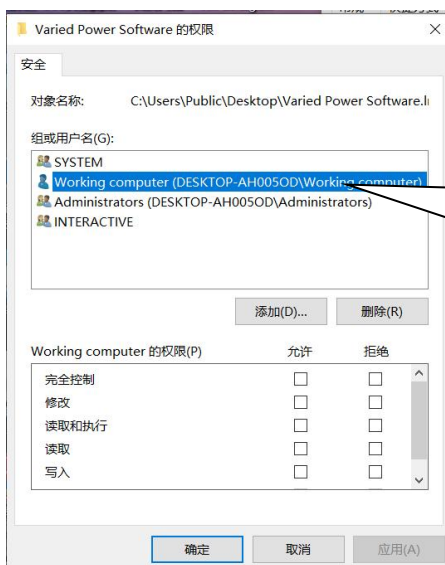 Varied Power Software 的权限
安全
对象名称: C:\Users\Public\Desktop\Varied Power Software.l
组或用户名(G):
SYSTEM
Working computer (DESKTOP-AH005OD\Working computer)
Administrators (DESKTOP-AH005OD\Administrators)
INTERACTIVE
添加(D)... 删除(R)
Working computer 的权限(P) 允许 拒绝
完全控制
修改
读取和执行
读取
写入
确定 取消 应用(A)